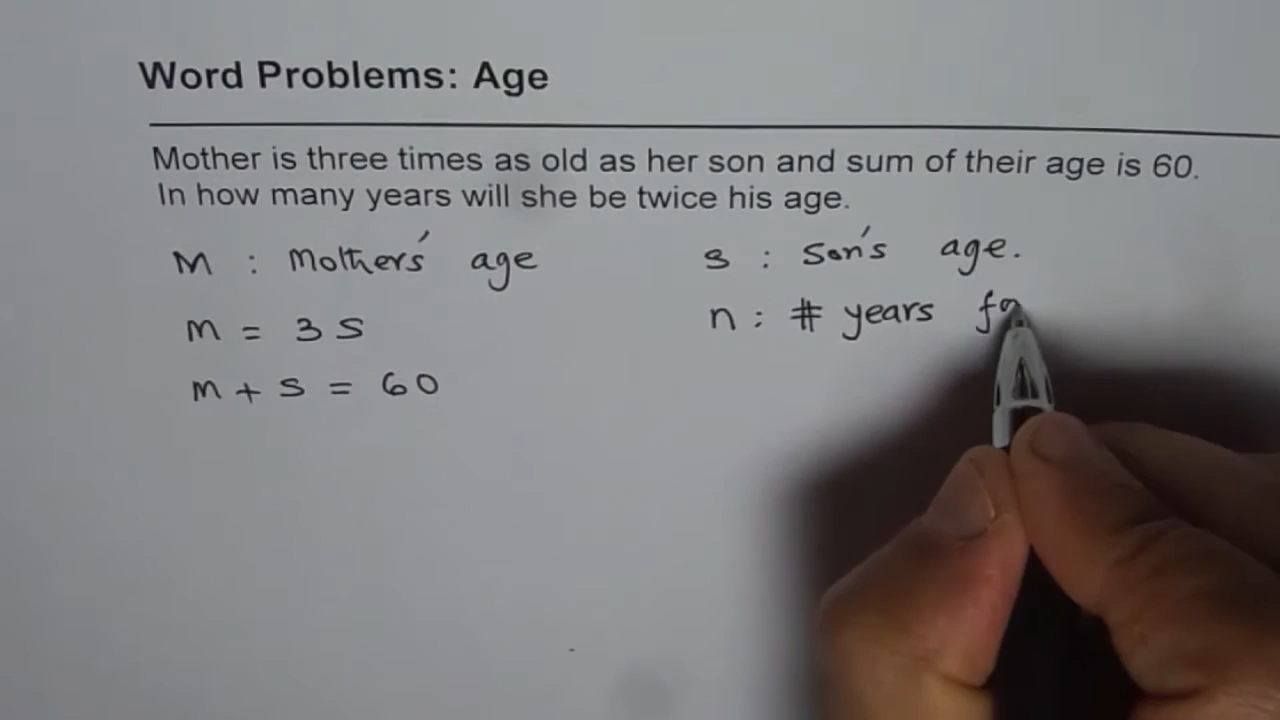 Word Problems: Age
Mother is three times as old as her son and sum of their age is 60.
In how many years will she be twice his age.
M : Mother's age
s : Son's age.
m = 3 s
n : # years
m + s = 60